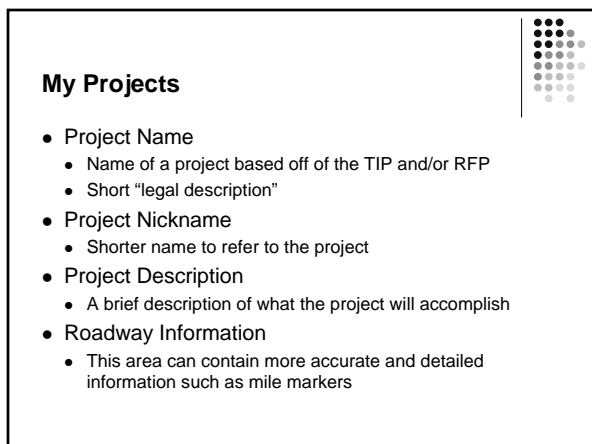 My Projects
● Project Name
● Name of a project based off of the TIP and/or RFP
● Short “legal description”
● Project Nickname
● Shorter name to refer to the project
● Project Description
● A brief description of what the project will accomplish
● Roadway Information
● This area can contain more accurate and detailed
information such as mile markers